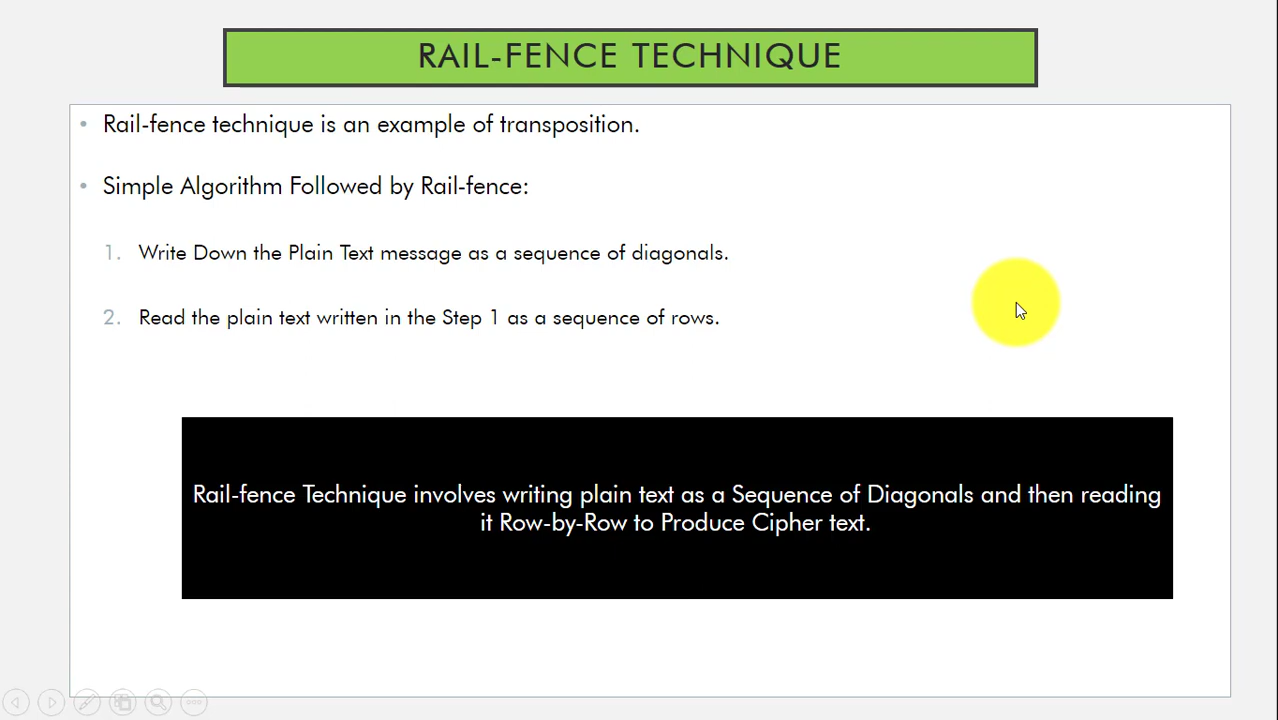 RAIL-FENCE TECHNIQUE
• Rail-fence technique is an example of transposition.
• Simple Algorithm Followed by Rail-fence:
1. Write Down the Plain Text message as a sequence of diagonals.
2. Read the plain text written in the Step 1 as a sequence of rows.
Rail-fence Technique involves writing plain text as a Sequence of Diagonals and then reading
it Row-by-Row to Produce Cipher text.